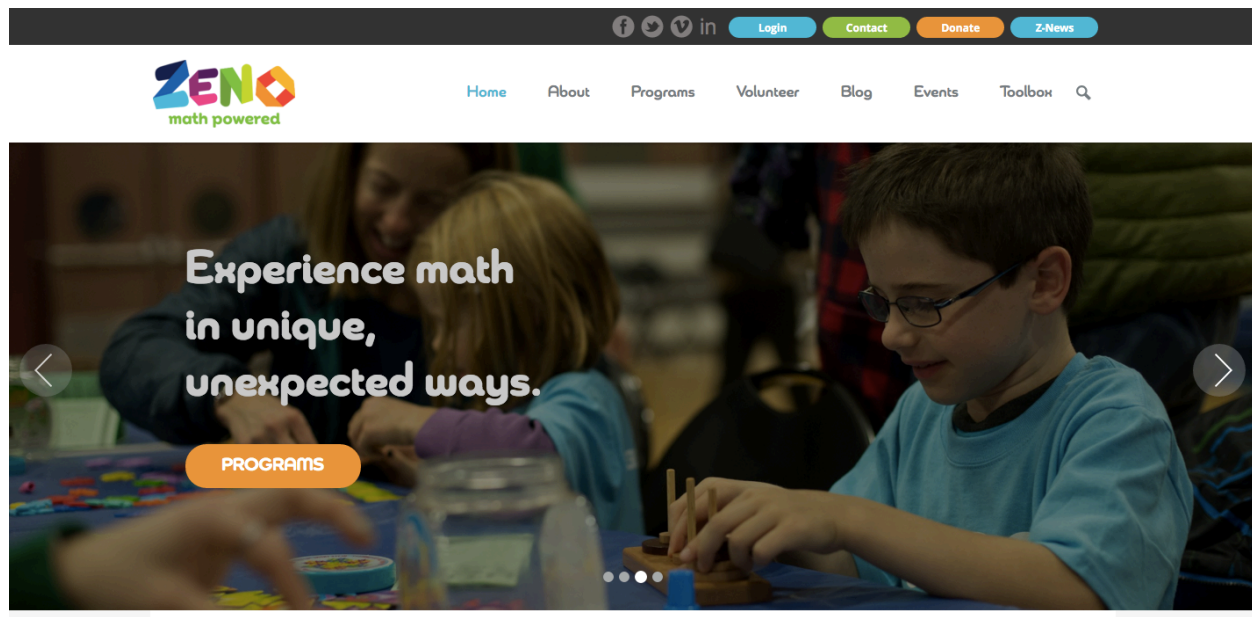 in Login Contact Donate Z-News
ZENO
math powered
Home About Programs Volunteer Blog Events Toolbox
Experience math
in unique,
unexpected ways.
PROGRAMS